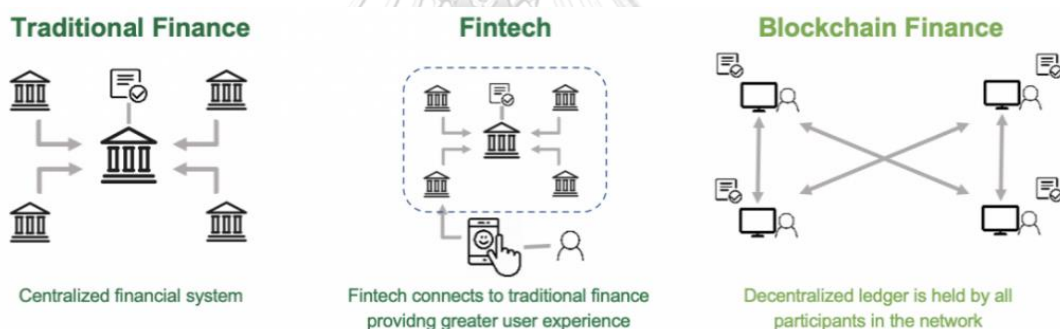 Traditional Finance
Fintech
Blockchain Finance
Centralized financial system
Fintech connects to traditional finance
providing greater user experience
Decentralized ledger is held by all
participants in the network